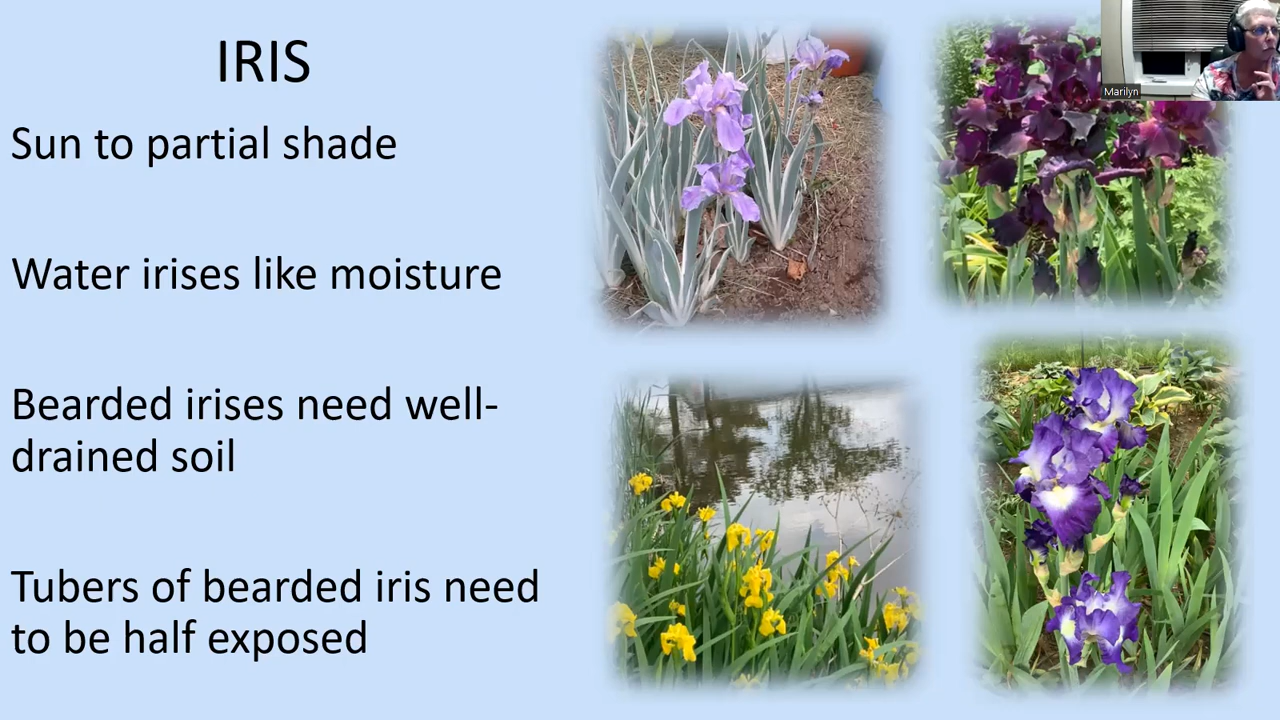 IRIS
Sun to partial shade
Water irises like moisture
Bearded irises need well-
drained soil
Tubers of bearded iris need
to be half exposed
Marilyn